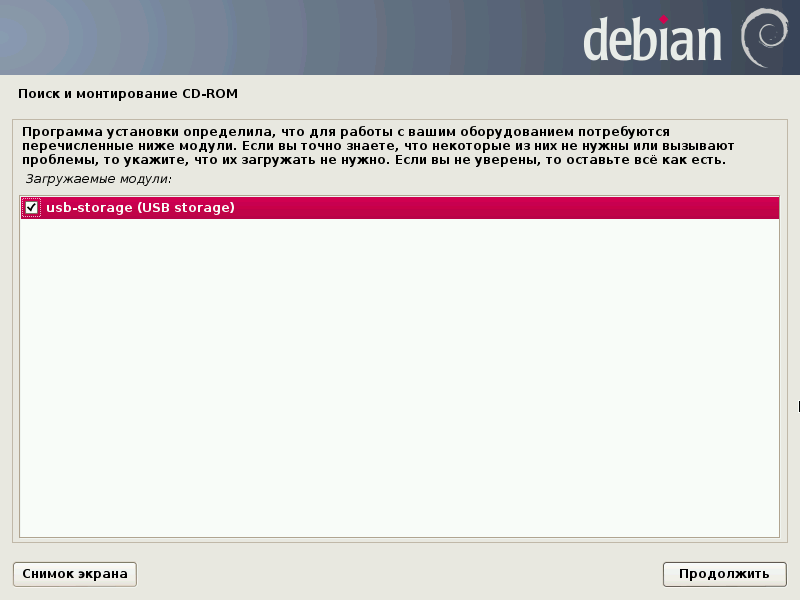 debian
Поиск и монтирование CD-ROM
Программа установки определила, что для работы с вашим оборудованием потребуются
перечисленные ниже модули. Если вы точно знаете, что некоторые из них не нужны или вызывают
проблемы, то укажите, что их загружать не нужно. Если вы не уверены, то оставьте всё как есть.
Загружаемые модули:
usb-storage (USB storage)
Снимок экрана
Продолжить